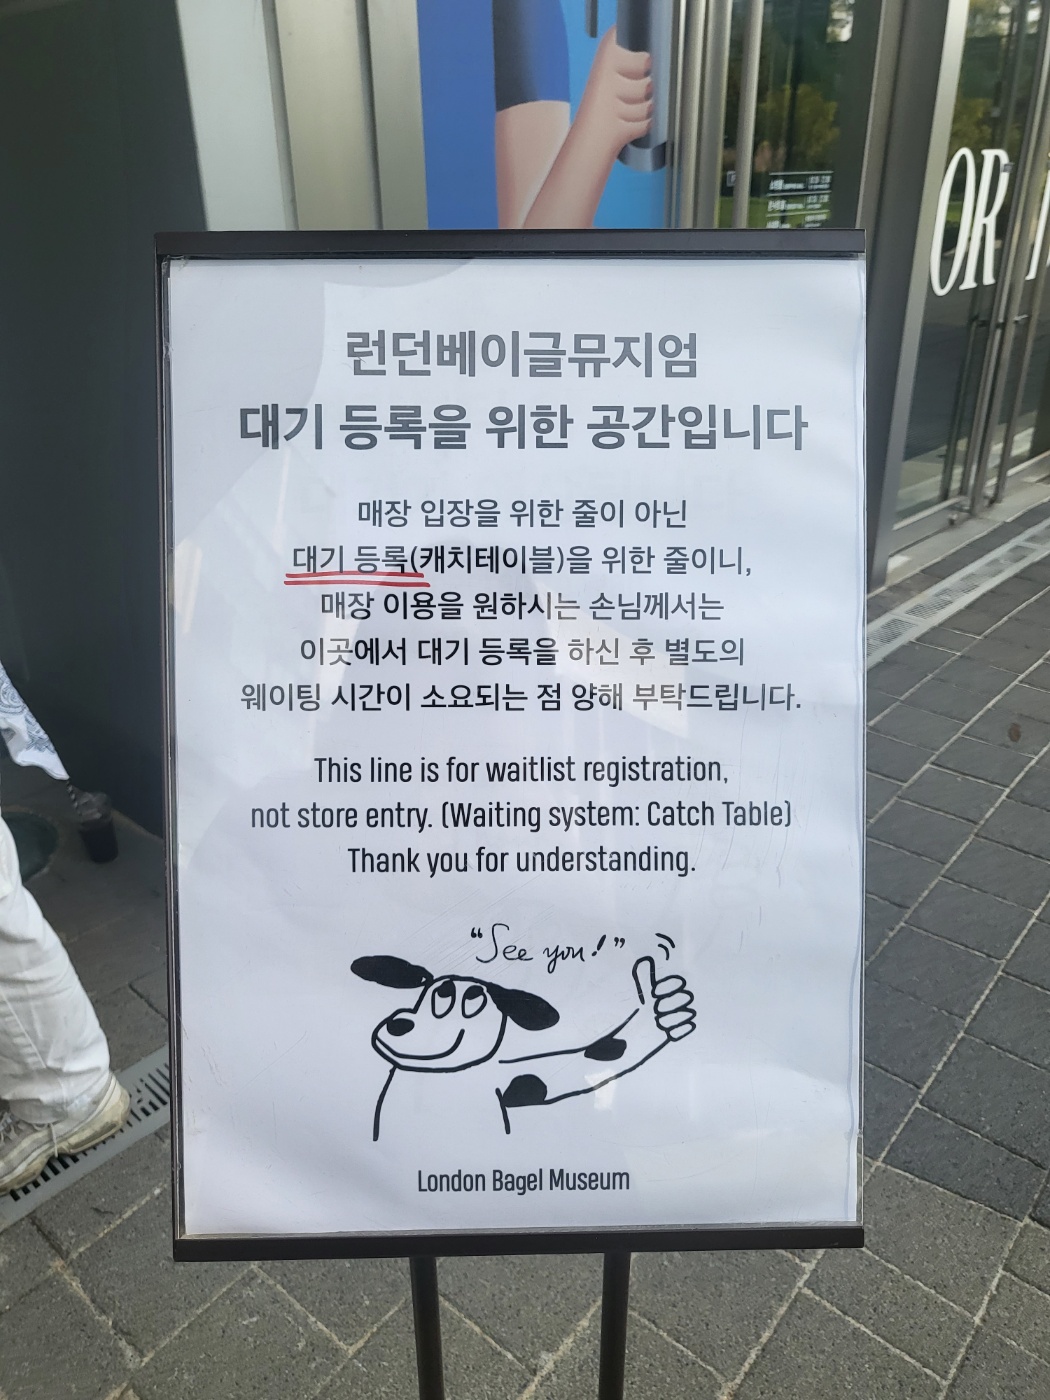 OR
런던베이글뮤지엄
대기 등록을 위한 공간입니다
매장 입장을 위한 줄이 아닌
대기 등록(캐치테이블)을 위한 줄이니,
매장 이용을 원하시는 손님께서는
이곳에서 대기 등록을 하신 후 별도의
웨이팅 시간이 소요되는 점 양해 부탁드립니다.
This line is for waitlist registration,
not store entry. (Waiting system: Catch Table)
Thank you for understanding.
"See you!"
London Bagel Museum